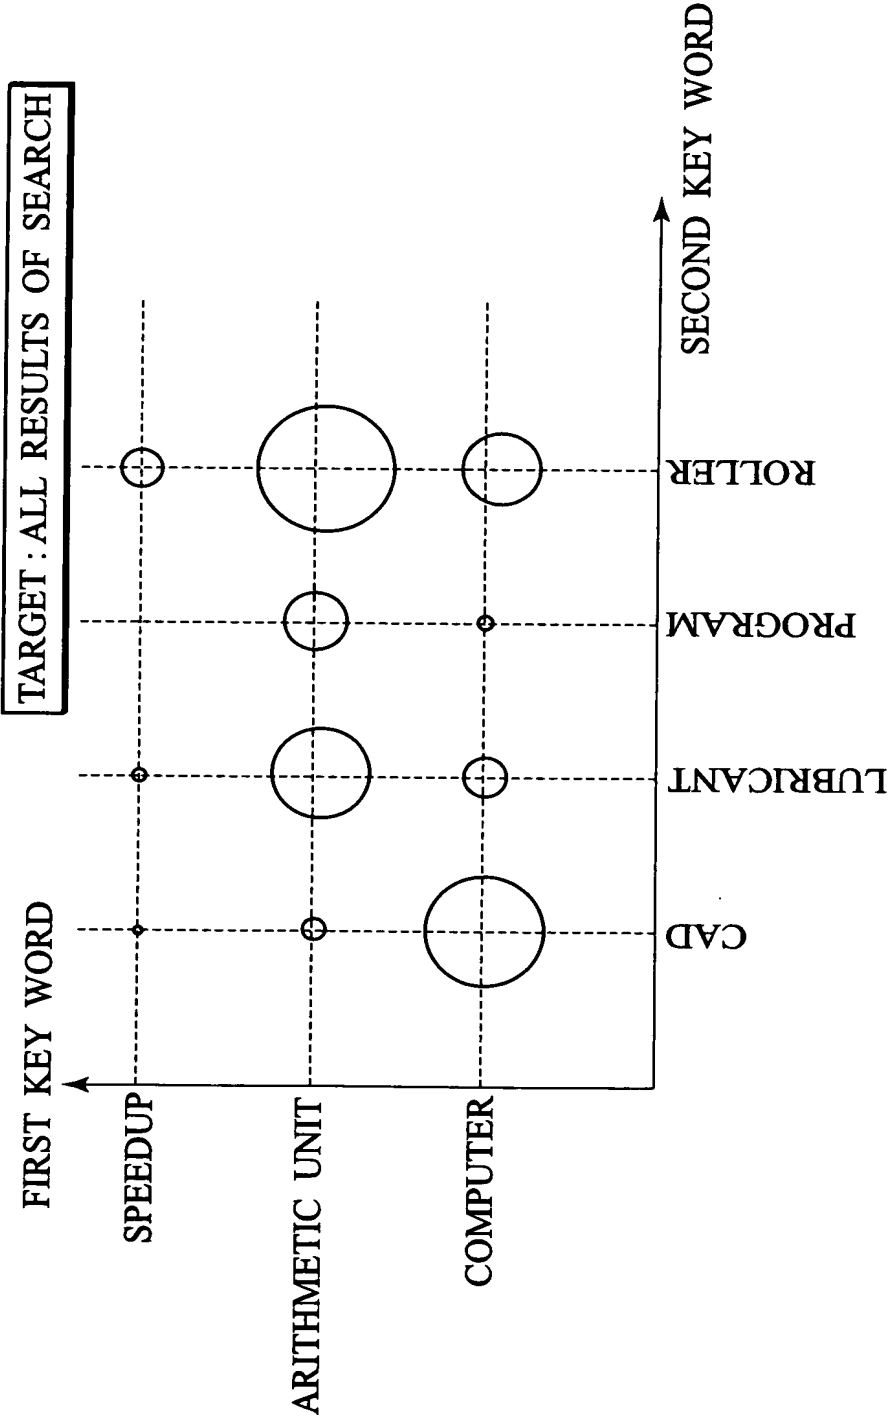 TARGET : ALL RESULTS OF SEARCH
FIRST KEY WORD
SPEEDUP
ARITHMETIC UNIT
COMPUTER
CAD
LUBRICANT
PROGRAM
ROLLER
SECOND KEY WORD